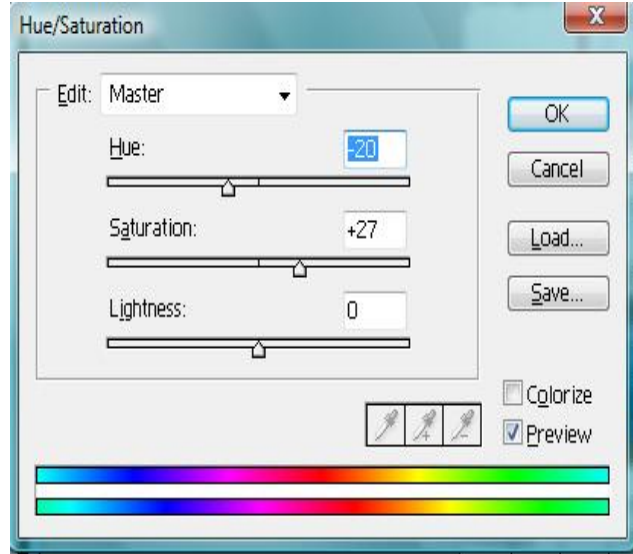 Hue/Saturation
Edit: Master
OK
Hue: -20
Cancel
Saturation: +27
Load...
Save...
Lightness: 0
Colorize
Preview